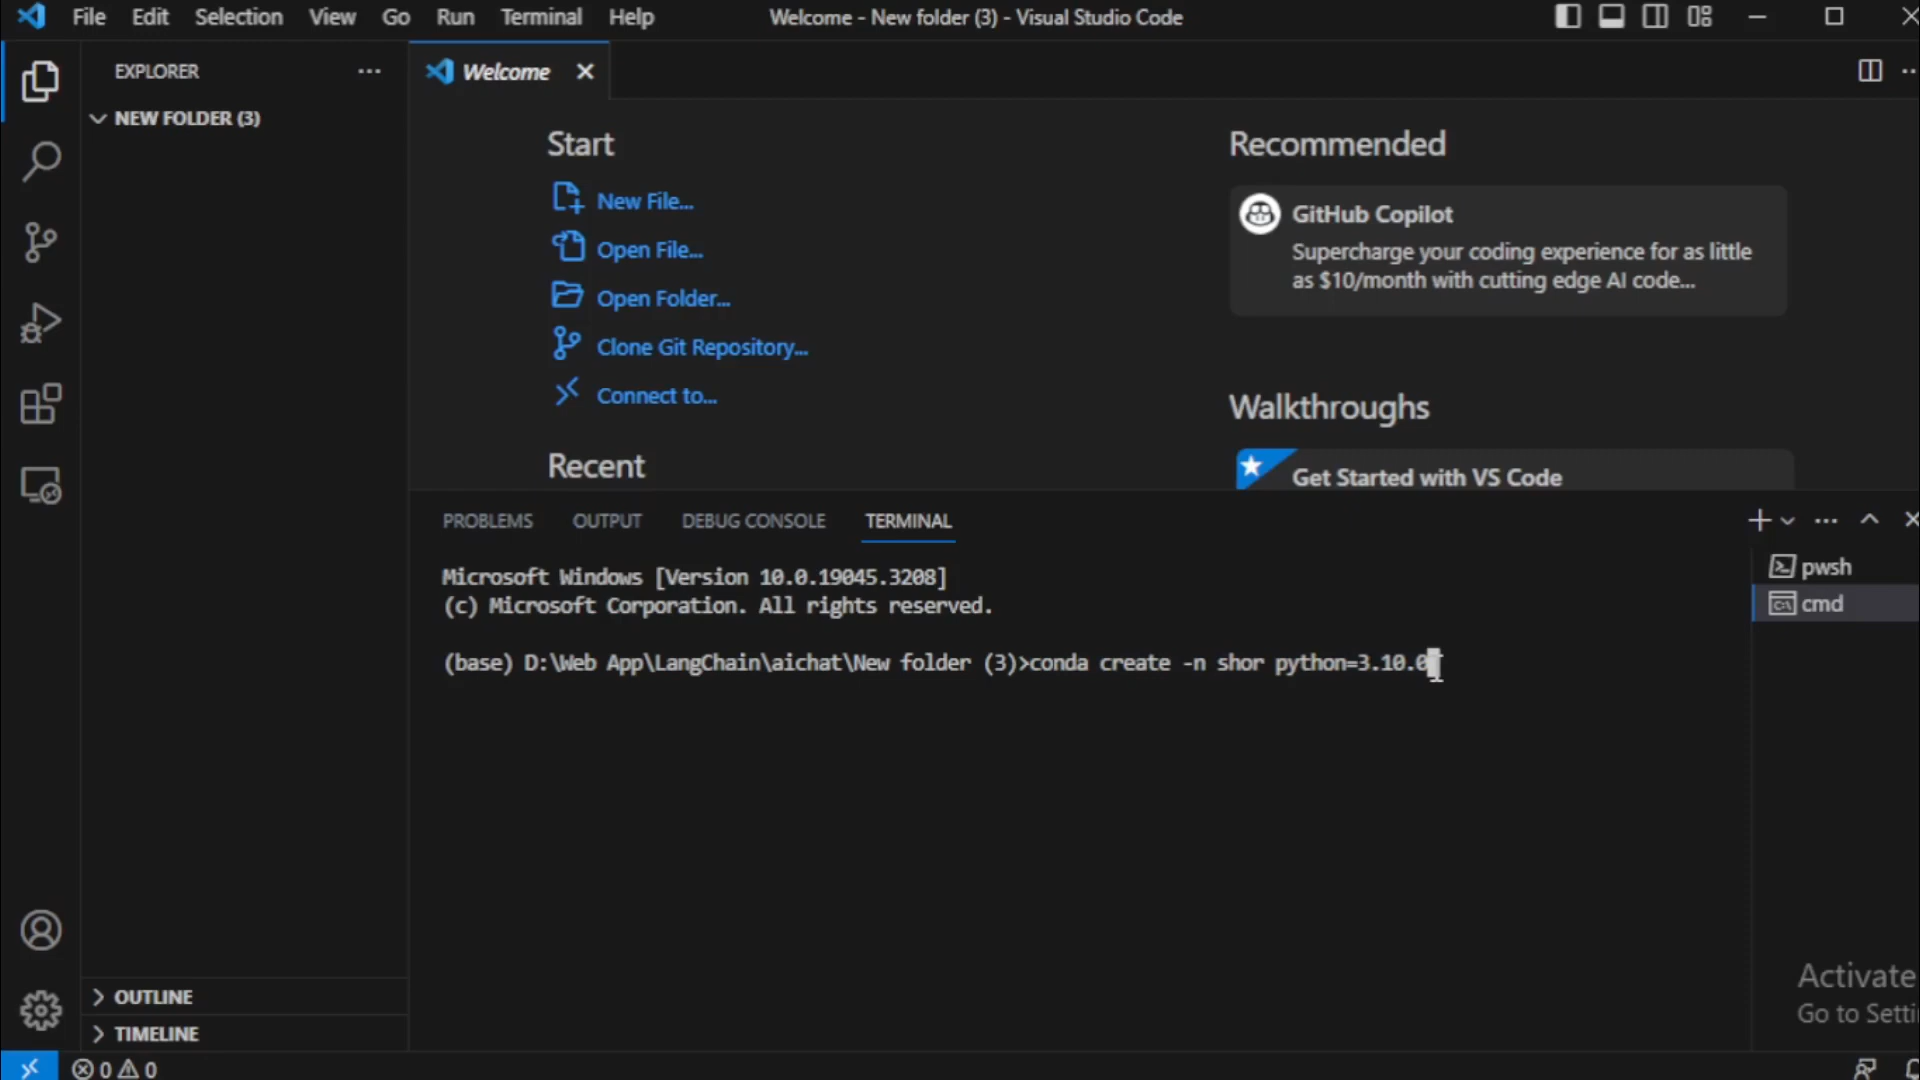 File Edit Selection View Go Run Terminal Help
Welcome - New folder (3) - Visual Studio Code
EXPLORER
Welcome
NEW FOLDER (3)
Start
New File...
Open File...
Open Folder...
Clone Git Repository...
Connect to...
Recent
Recommended
GitHub Copilot
Supercharge your coding experience for as little
as $10/month with cutting edge AI code...
Walkthroughs
Get Started with VS Code
PROBLEMS OUTPUT DEBUG CONSOLE TERMINAL
Microsoft Windows [Version 10.0.19045.3208]
(c) Microsoft Corporation. All rights reserved.
(base) D:\Web App\LangChain\aichat\New folder (3)>conda create -n shor python=3.10.0
pwsh
cmd
Activate
Go to Setti
OUTLINE
TIMELINE
0 0